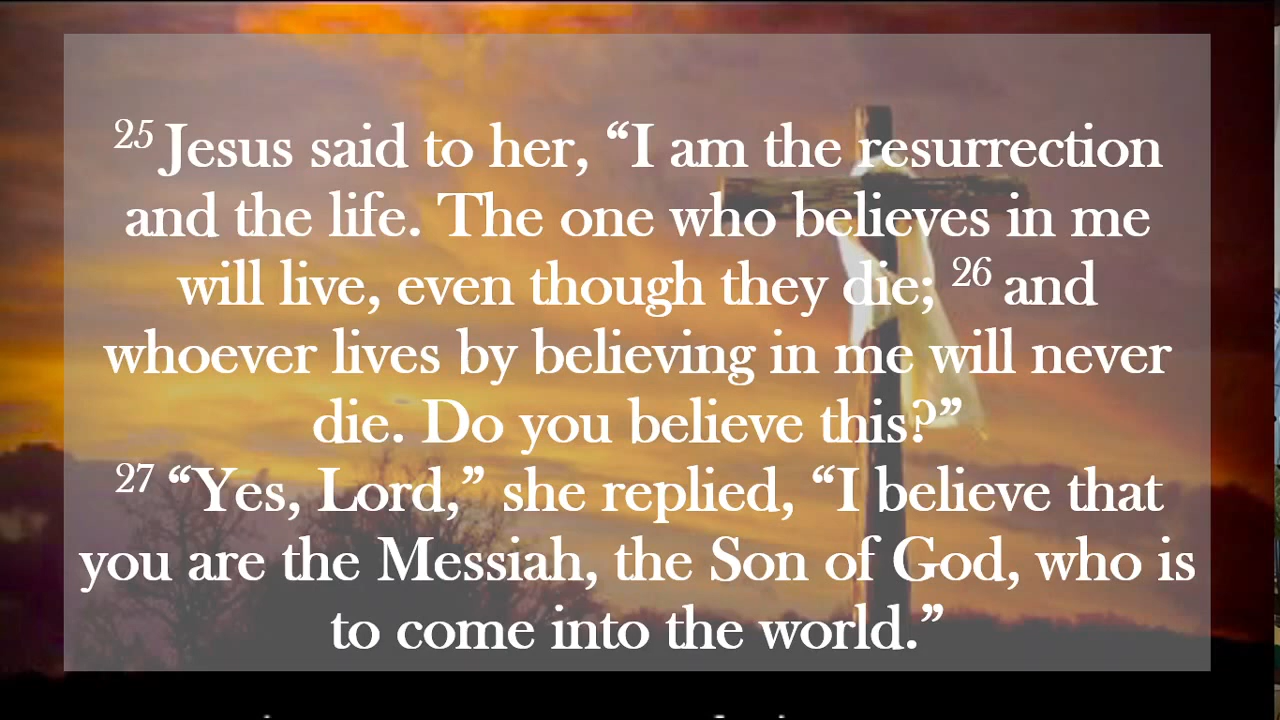 25 Jesus said to her, “I am the resurrection
and the life. The one who believes in me
will live, even though they die; 26 and
whoever lives by believing in me will never
die. Do you believe this?”
27 “Yes, Lord,” she replied, “I believe that
you are the Messiah, the Son of God, who is
to come into the world.”